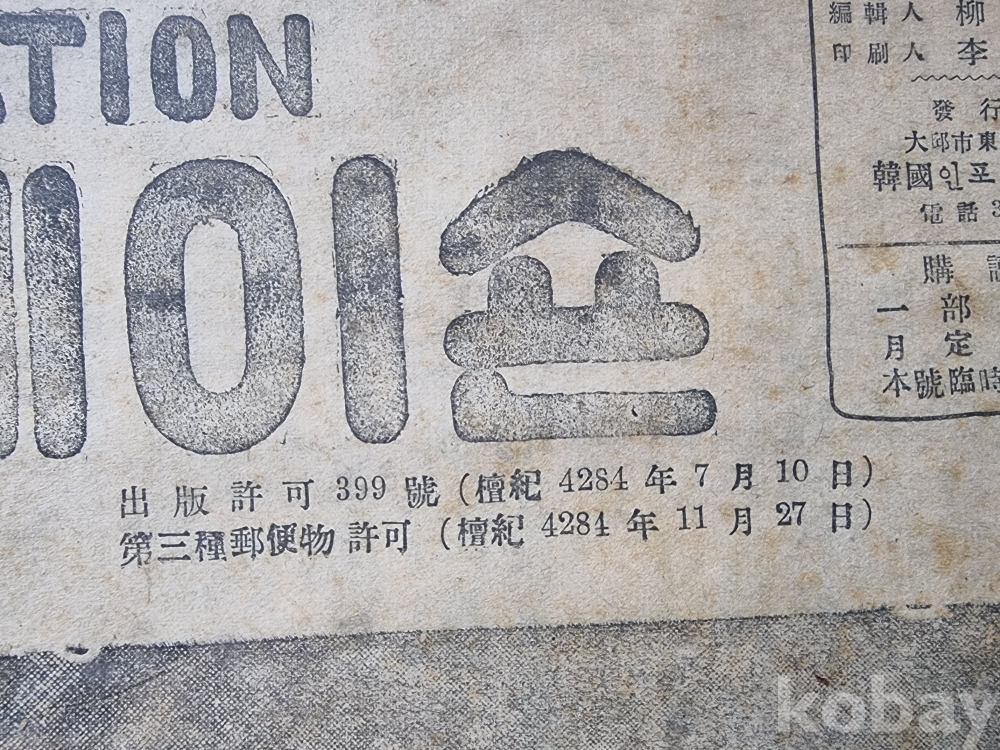 ATION
이숀
出版許可 399 號 (檀紀 4284 年 7 月 10 日)
第三種郵便物 許可 (檀紀 4284 年 11 月 27 日)
編輯人 柳
印刷人 李
發行
大邱市東
韓國인포
電話 3
購讀
一部
月定
本號臨時
kobay